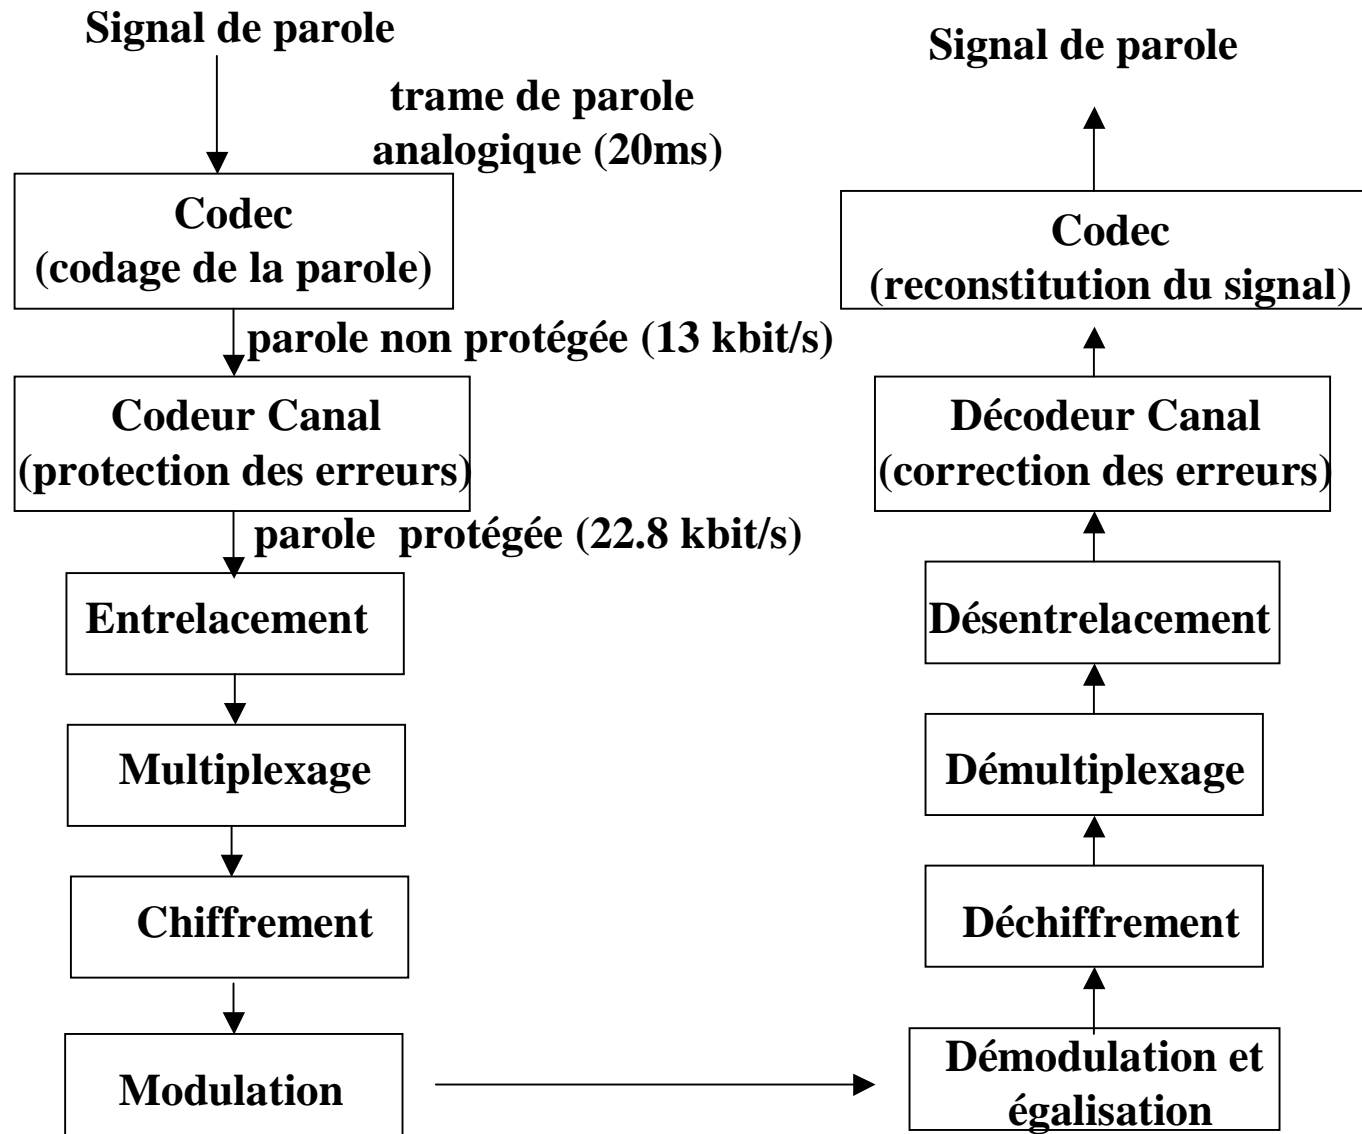 Signal de parole
trame de parole
analogique (20ms)
Codec
(codage de la parole)
parole non protégée (13 kbit/s)
Codeur Canal
(protection des erreurs)
parole protégée (22.8 kbit/s)
Entrelacement
Multiplexage
Chiffrement
Modulation
Signal de parole
Codec
(reconstitution du signal)
Décodeur Canal
(correction des erreurs)
Désentrelacement
Démultiplexage
Déchiffrement
Démodulation et
égalisation